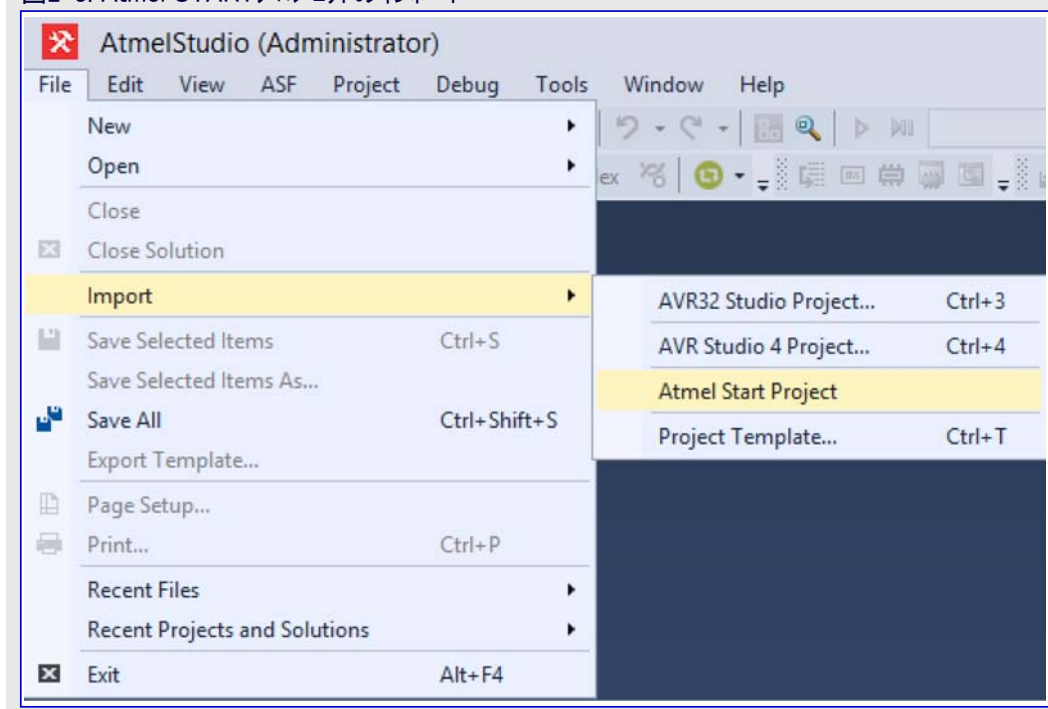 AtmelStudio (Administrator)
File Edit View ASF Project Debug Tools Window Help
New
Open
ex
Close
Close Solution
Import
AVR32 Studio Project... Ctrl+3
Save Selected Items Ctrl+S
AVR Studio 4 Project... Ctrl+4
Save Selected Items As...
Atmel Start Project
Save All Ctrl+Shift+S
Project Template... Ctrl+T
Export Template...
Page Setup...
Print... Ctrl+P
Recent Files
Recent Projects and Solutions
Exit Alt+F4